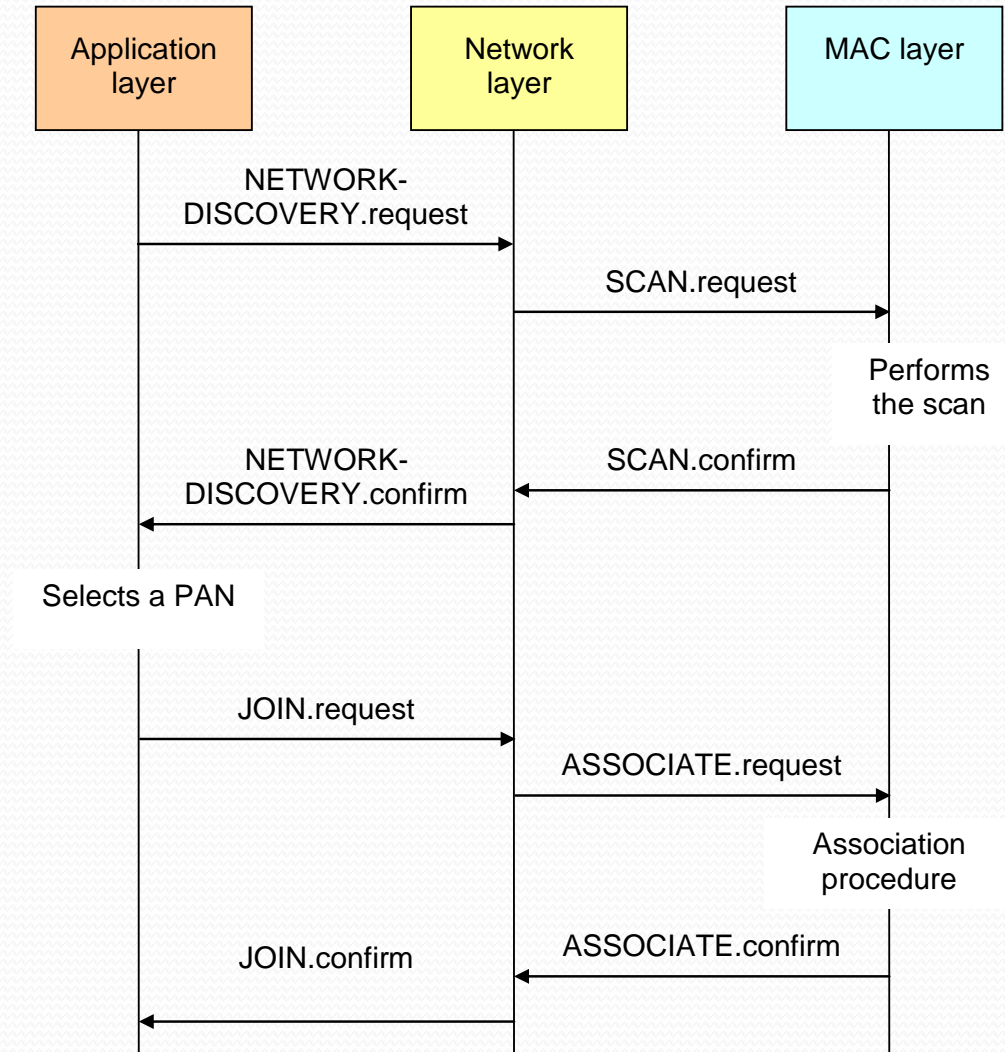 Application
layer
Network
layer
MAC layer
NETWORK-
DISCOVERY.request
SCAN.request
Performs
the scan
NETWORK-
DISCOVERY.confirm
SCAN.confirm
Selects a PAN
JOIN.request
ASSOCIATE.request
Association
procedure
JOIN.confirm
ASSOCIATE.confirm